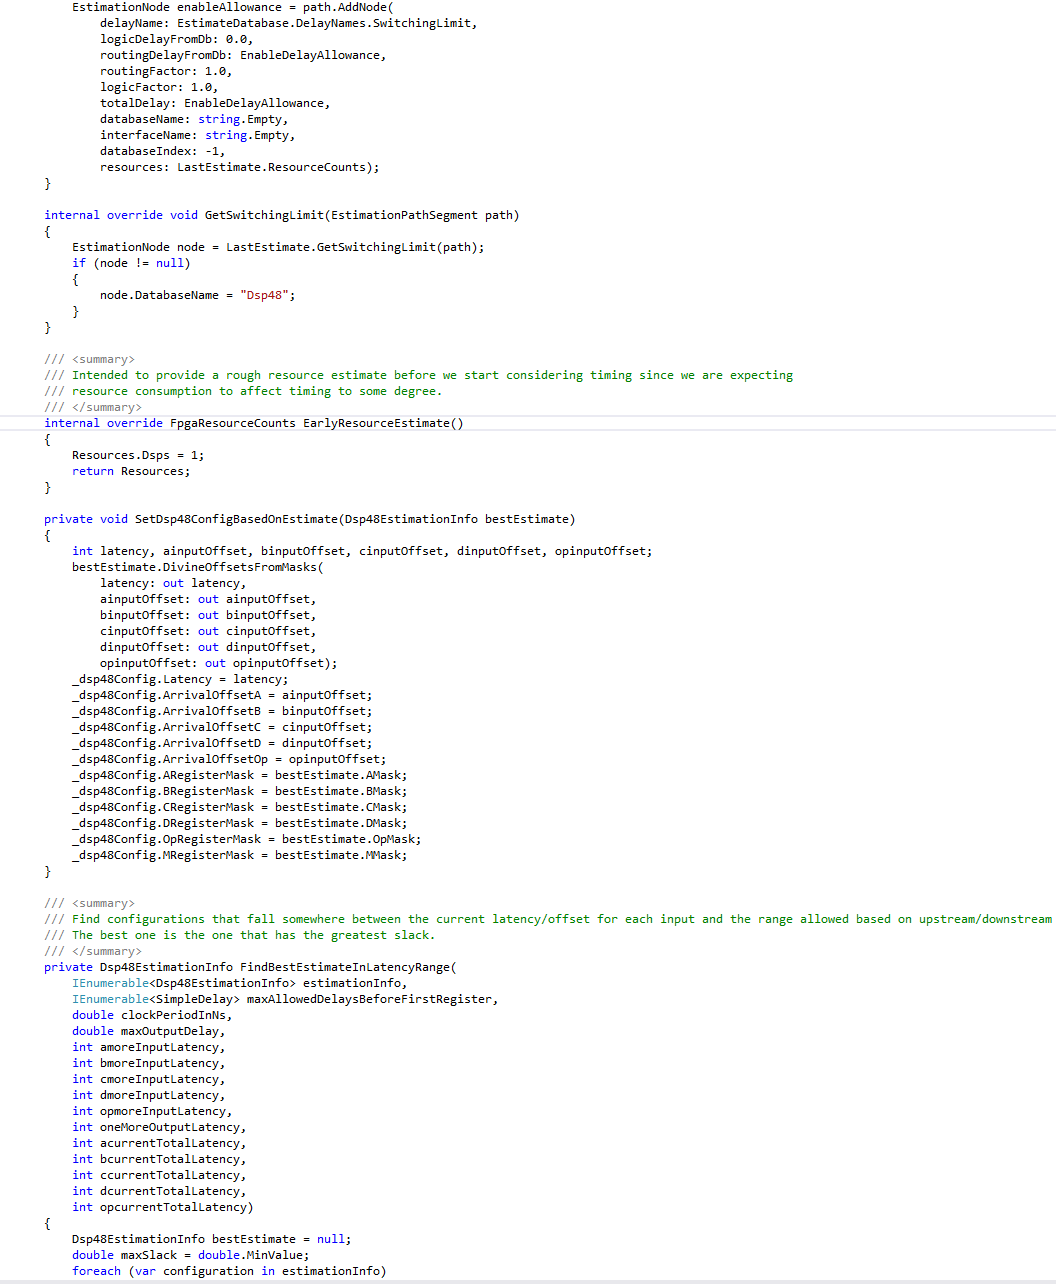 EstimationNode enableAllowance = path.AddNode(
delayName: EstimateDatabase.DelayNames.SwitchingLimit,
logicDelayFromDb: 0.0,
routingDelayFromDb: EnableDelayAllowance,
routingFactor: 1.0,
logicFactor: 1.0,
totalDelay: EnableDelayAllowance,
databaseName: string.Empty,
interfaceName: string.Empty,
databaseIndex: -1,
resources: LastEstimate.ResourceCounts);
}
internal override void GetSwitchingLimit(EstimationPathSegment path)
{
EstimationNode node = LastEstimate.GetSwitchingLimit(path);
if (node != null)
{
node.DatabaseName = "Dsp48";
}
}
/// <summary>
/// Intended to provide a rough resource estimate before we start considering timing since we are expecting
/// resource consumption to affect timing to some degree.
/// </summary>
internal override FpgaResourceCounts EarlyResourceEstimate()
{
Resources.Dsps = 1;
return Resources;
}
private void SetDsp48ConfigBasedOnEstimate(Dsp48EstimationInfo bestEstimate)
{
int latency, ainputOffset, binputOffset, cinputOffset, dinputOffset, opinputOffset;
bestEstimate.DivineOffsetsFromMasks(
latency: out latency,
ainputOffset: out ainputOffset,
binputOffset: out binputOffset,
cinputOffset: out cinputOffset,
dinputOffset: out dinputOffset,
opinputOffset: out opinputOffset);
_dsp48Config.Latency = latency;
_dsp48Config.ArrivalOffsetA = ainputOffset;
_dsp48Config.ArrivalOffsetB = binputOffset;
_dsp48Config.ArrivalOffsetC = cinputOffset;
_dsp48Config.ArrivalOffsetD = dinputOffset;
_dsp48Config.ArrivalOffsetOp = opinputOffset;
_dsp48Config.ARegisterMask = bestEstimate.AMask;
_dsp48Config.BRegisterMask = bestEstimate.BMask;
_dsp48Config.CRegisterMask = bestEstimate.CMask;
_dsp48Config.DRegisterMask = bestEstimate.DMask;
_dsp48Config.OpRegisterMask = bestEstimate.OpMask;
_dsp48Config.MRegisterMask = bestEstimate.MMask;
}
/// <summary>
/// Find configurations that fall somewhere between the current latency/offset for each input and the range allowed based on upstream/downstream
/// The best one is the one that has the greatest slack.
/// </summary>
private Dsp48EstimationInfo FindBestEstimateInLatencyRange(
IEnumerable<Dsp48EstimationInfo> estimationInfo,
IEnumerable<SimpleDelay> maxAllowedDelaysBeforeFirstRegister,
double clockPeriodInNs,
double maxOutputDelay,
int amoreInputLatency,
int bmoreInputLatency,
int cmoreInputLatency,
int dmoreInputLatency,
int opmoreInputLatency,
int oneMoreOutputLatency,
int acurrentTotalLatency,
int bcurrentTotalLatency,
int ccurrentTotalLatency,
int dcurrentTotalLatency,
int opcurrentTotalLatency)
{
Dsp48EstimationInfo bestEstimate = null;
double maxSlack = double.MinValue;
foreach (var configuration in estimationInfo)